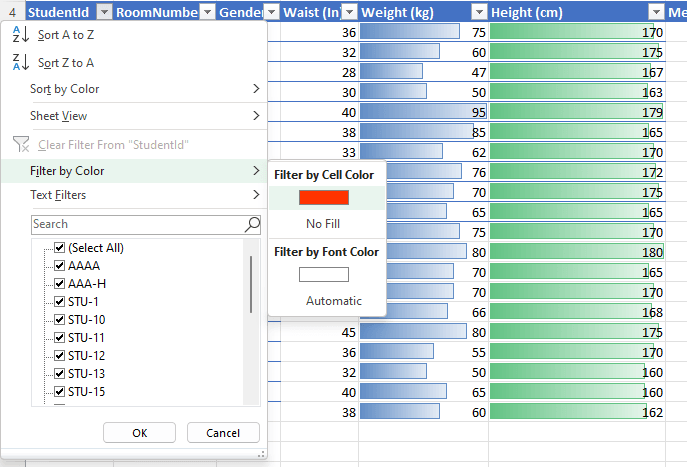 4 StudentId RoomNumbe Gender Waist (In) Weight (kg) Height (cm) Me
Sort A to Z
Sort Z to A
Sort by Color
Sheet View
Clear Filter From "StudentId"
Filter by Color
Text Filters
Search
(Select All)
AAAA
AAA-H
STU-1
STU-10
STU-11
STU-12
STU-13
STU-15
OK Cancel
Filter by Cell Color
No Fill
Filter by Font Color
Automatic
36 75 170
32 60 175
28 47 167
30 50 163
40 95 179
38 85 165
33 62 170
76 172
70 175
65 165
75 170
80 180
70 165
70 170
66 168
45 80 175
36 55 170
32 50 160
40 65 160
38 60 162